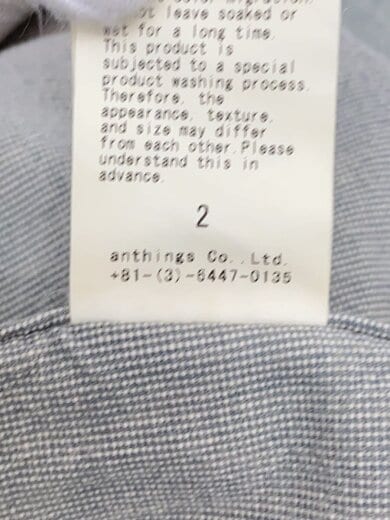 not leave soaked or
wet for a long time.
This product is
subjected to a special
product washing process.
Therefore, the
appearance, texture,
and size may differ
from each other.Please
understand this in
advance.
2
anthings Co., Ltd.
+81-(3)-6447-0135